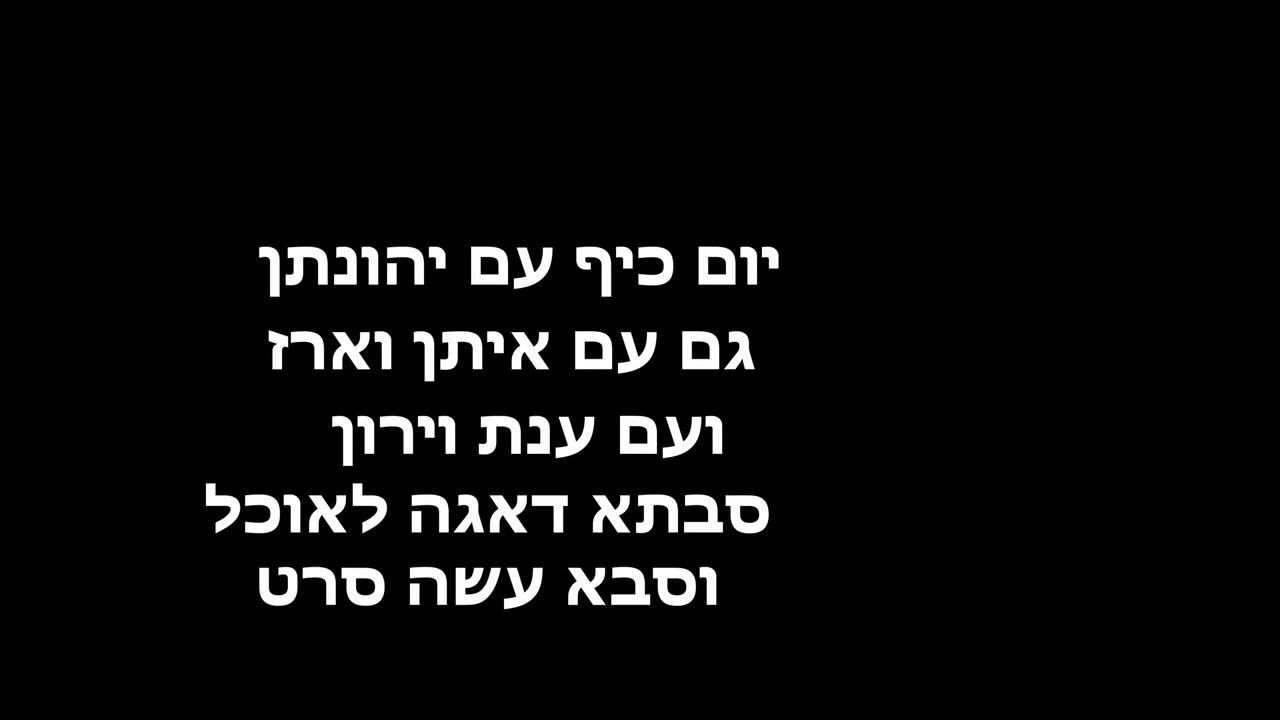 יום כיף עם יהונתן
גם עם איתן וארז
ועם ענת וירון
סבתא דאגה לאוכל
וסבא עשה סרט